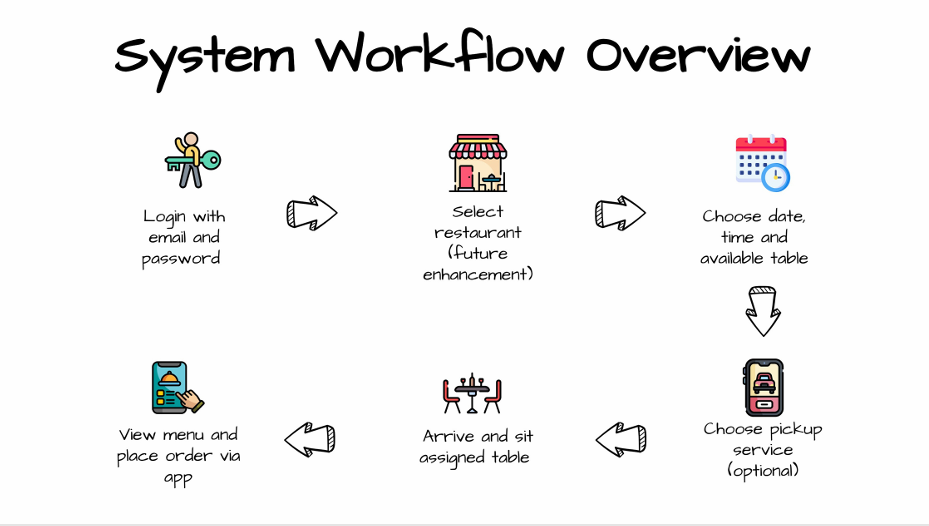 System Workflow Overview
Login with
email and
password
Select
restaurant
(future
enhancement)
Choose date,
time and
available table
Choose pickup
service
(optional)
Arrive and sit
assigned table
View menu and
place order via
app